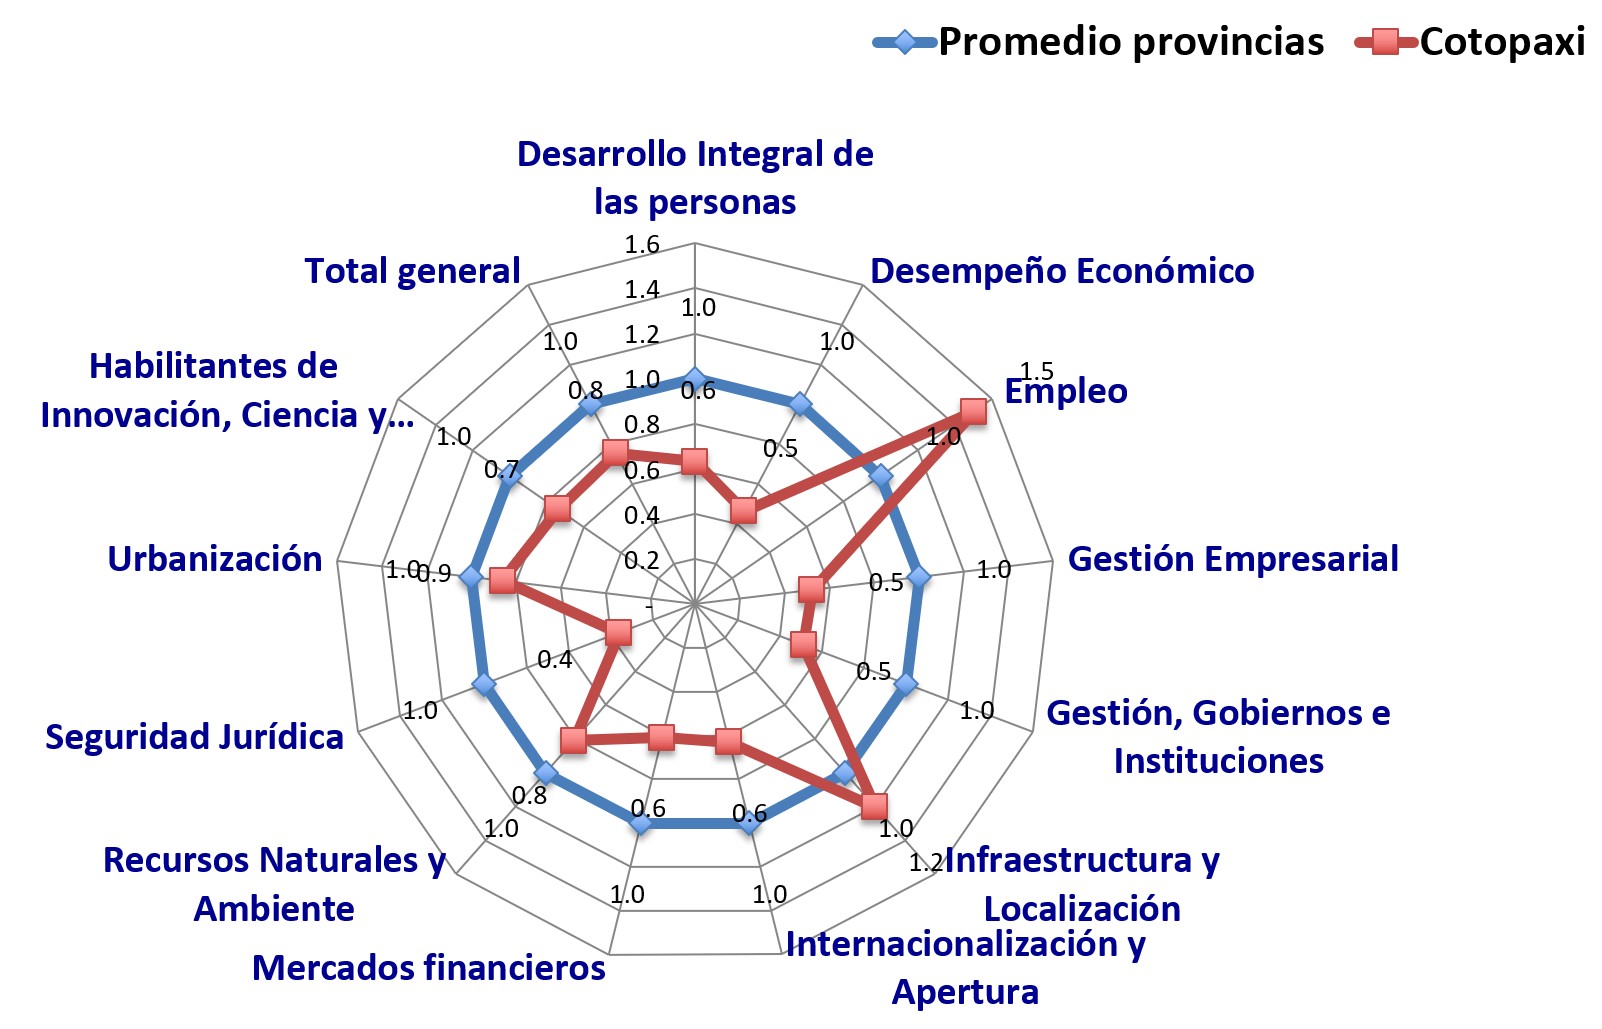 Promedio provincias
Cotopaxi
Desarrollo Integral de
las personas
1.6
Total general
Desempeño Económico
1.4
1.0
1.2
1.0
1.0
Habilitantes de
Innovación, Ciencia y...
1.5
Empleo
0.8
1.0
0.6
0.8
1.0
1.0
0.5
0.7
0.6
0.4
Urbanización
0.2
Gestión Empresarial
1.0
0.9
0.5
1.0
-
0.4
0.5
1.0
1.0
Seguridad Jurídica
Gestión, Gobiernos e
Instituciones
0.8
0.6
0.6
1.0
1.0
Recursos Naturales y
Ambiente
1.2
Infraestructura y
Localización
1.0
1.0
Internacionalización y
Apertura
Mercados financieros